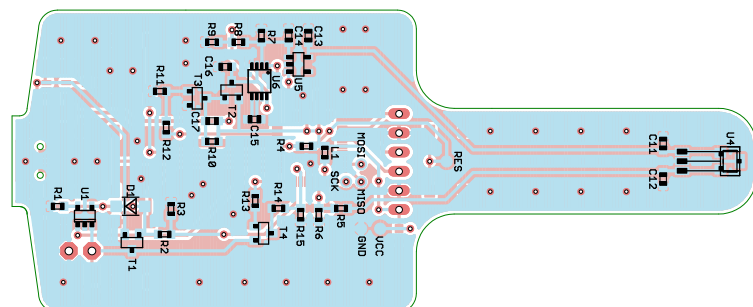 R9
R8
R7
C14
C13
C16
U6
U5
R11
T3
T2
C17
C15
R12
R10
R4
L1
MOSI
RES
C11
U4
C12
SCK
MISO
R1
D1
R3
R13
R14
R15
R6
R5
T4
R2
T1
GND
VCC